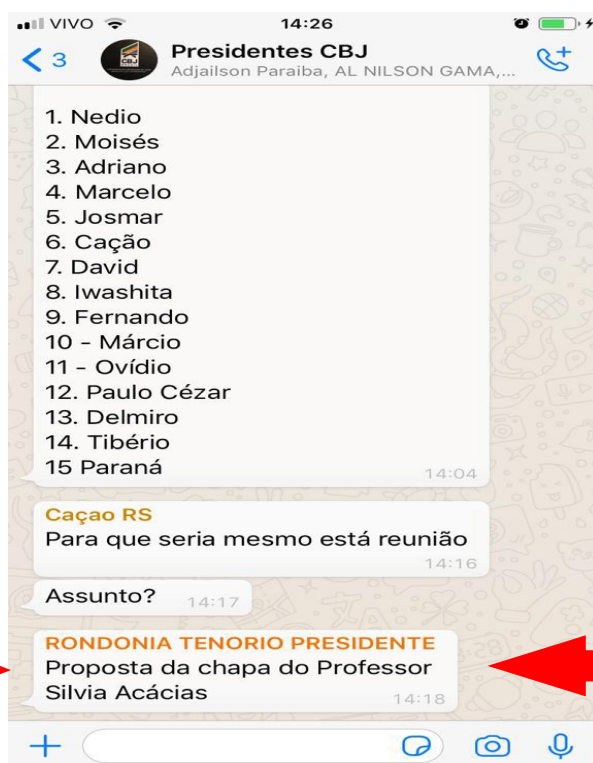 VIVO 14:26
3 Presidentes CBJ
Adjailson Paraiba, AL NILSON GAMA,...
CBJ
1. Nedio
2. Moisés
3. Adriano
4. Marcelo
5. Josmar
6. Cação
7. David
8. Iwashita
9. Fernando
10 - Márcio
11 - Ovídio
12. Paulo Cézar
13. Delmiro
14. Tibério
15 Paraná
14:04
Caçao RS
Para que seria mesmo está reunião
14:16
Assunto? 14:17
RONDONIA TENORIO PRESIDENTE
Proposta da chapa do Professor
Silvia Acácias 14:18